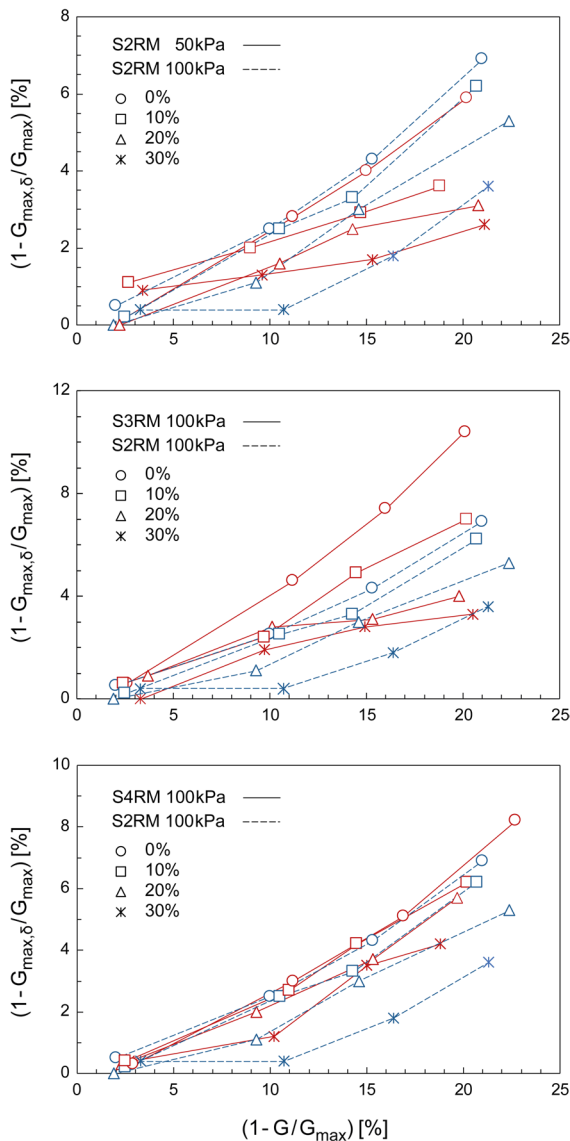 8
6
4
2
0
0 5 10 15 20 25
(1- Gmax,δ/Gmax) [%]
S2RM 50kPa
S2RM 100kPa
0%
10%
20%
30%
12
8
4
0
0 5 10 15 20 25
(1- Gmax,δ/Gmax) [%]
S3RM 100kPa
S2RM 100kPa
0%
10%
20%
30%
10
8
6
4
2
0
0 5 10 15 20 25
(1- Gmax,δ/Gmax) [%]
S4RM 100kPa
S2RM 100kPa
0%
10%
20%
30%
(1- G/Gmax) [%]